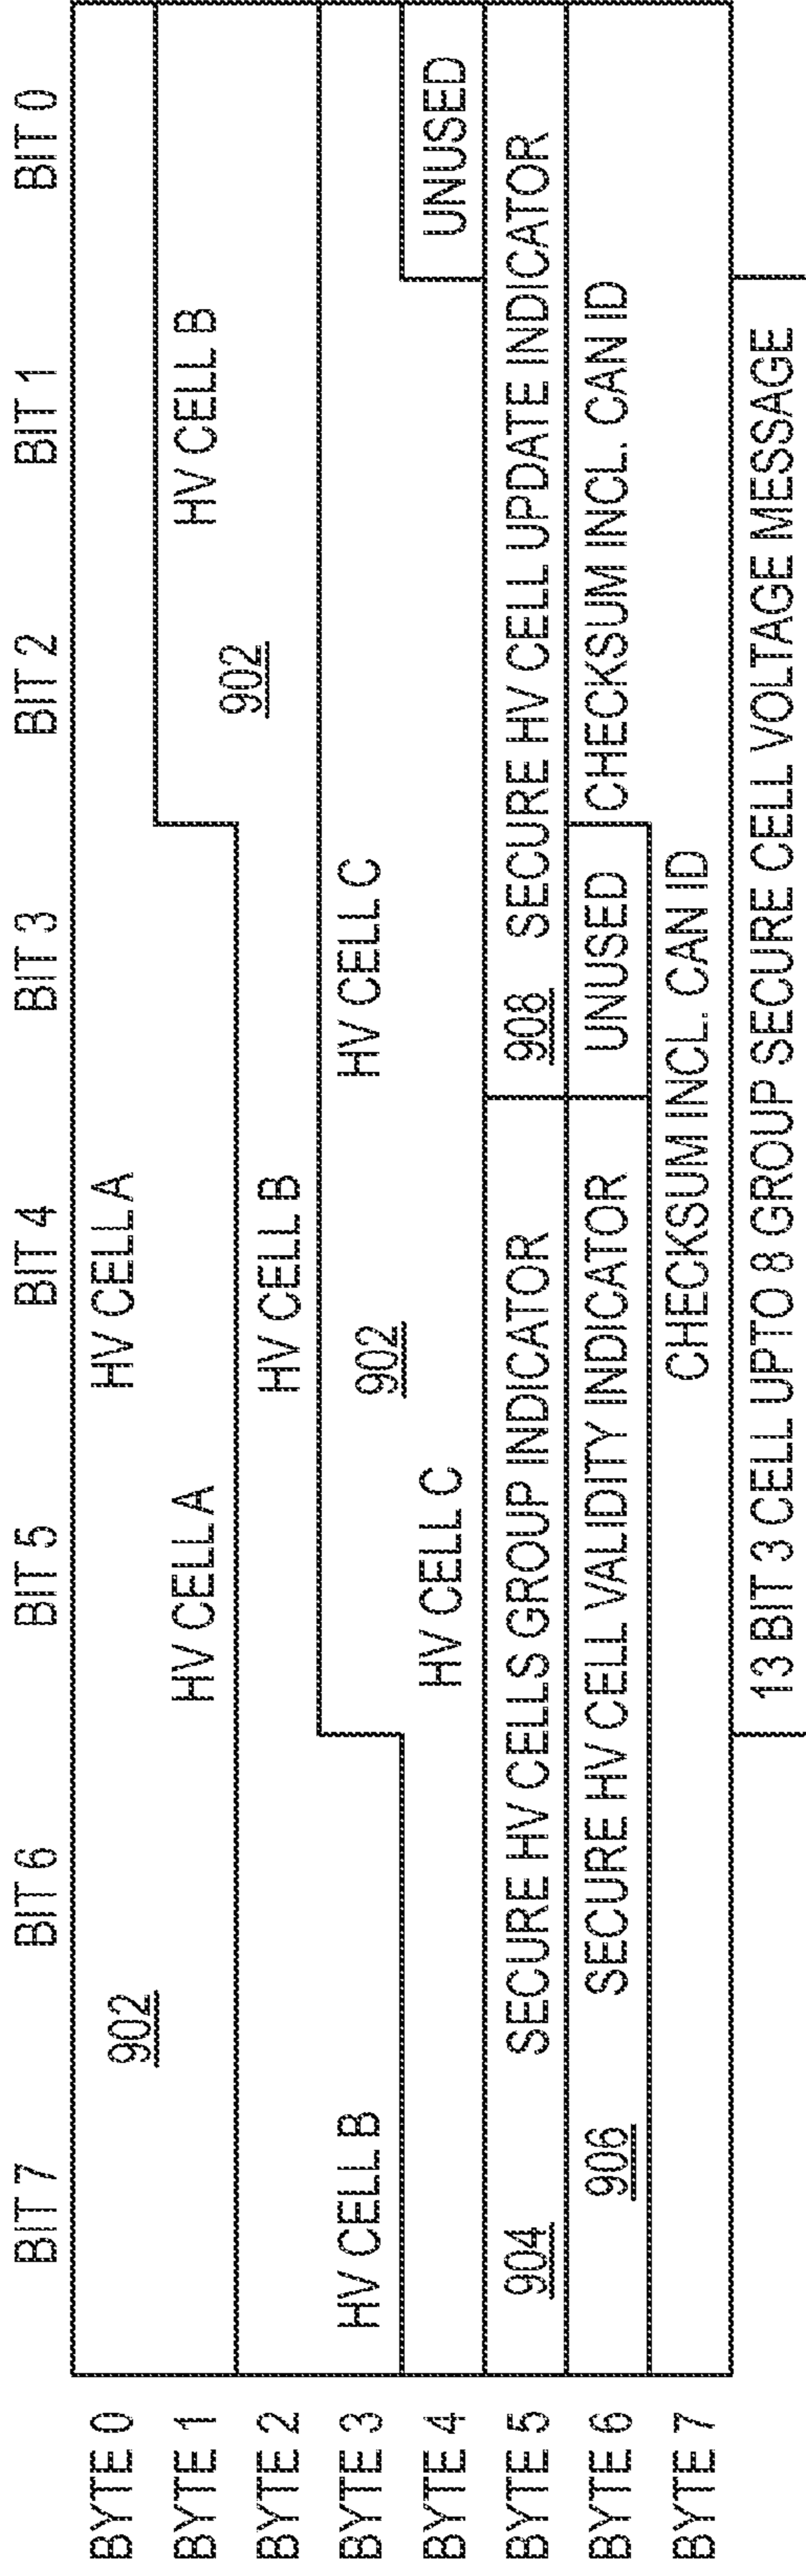 BIT 7 BIT 6 BIT 5 BIT 4 BIT 3 BIT 2 BIT 1 BIT 0
BYTE 0 902 HV CELL A
BYTE 1 HV CELL A HV CELL B
902
BYTE 2 HV CELL B
BYTE 3 HV CELL B 902 HV CELL C
BYTE 4 HV CELL C UNUSED
BYTE 5 904 SECURE HV CELLS GROUP INDICATOR 908 SECURE HV CELL UPDATE INDICATOR
BYTE 6 906 SECURE HV CELL VALIDITY INDICATOR UNUSED CHECKSUM INCL. CAN ID
BYTE 7 CHECKSUM INCL. CAN ID
13 BIT 3 CELL UPTO 8 GROUP SECURE CELL VOLTAGE MESSAGE